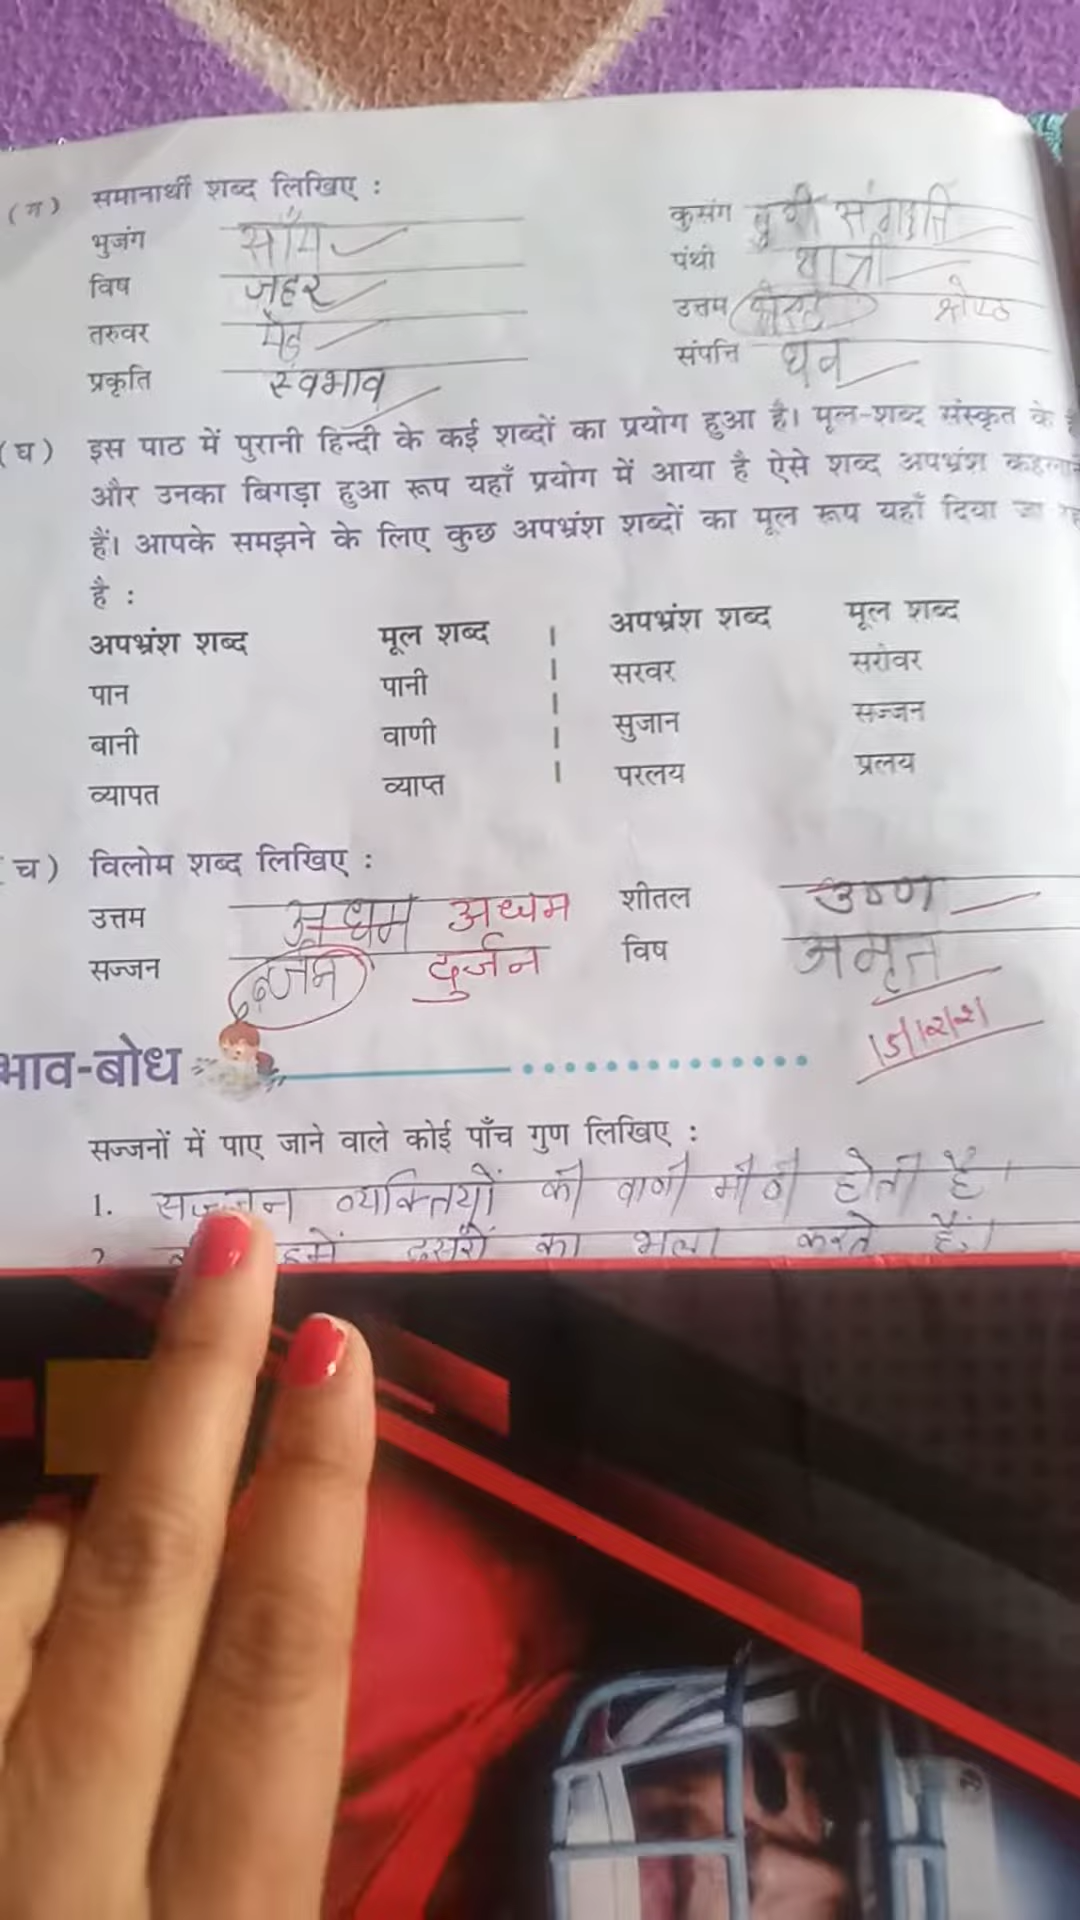 (ग) समानार्थी शब्द लिखिए :
भुजंग साँप कुसंग बुरी संगति
विष जहर पंथी यात्री
तरुवर पेड़ उत्तम श्रेष्ठ
प्रकृति स्वभाव संपत्ति धन
(घ) इस पाठ में पुरानी हिन्दी के कई शब्दों का प्रयोग हुआ है। मूल-शब्द संस्कृत के
और उनका बिगड़ा हुआ रूप यहाँ प्रयोग में आया है ऐसे शब्द अपभ्रंश
हैं। आपके समझने के लिए कुछ अपभ्रंश शब्दों का मूल रूप यहाँ दिया जा
है :
अपभ्रंश शब्द मूल शब्द अपभ्रंश शब्द मूल शब्द
पान पानी सरवर सरोवर
बानी वाणी सुजान सज्जन
व्यापत व्याप्त परलय प्रलय
(च) विलोम शब्द लिखिए :
उत्तम अधम अधम शीतल उष्ण
सज्जन दुर्जन विष अमृत
भाव-बोध
सज्जनों में पाए जाने वाले कोई पाँच गुण लिखिए :
1. सज्जन व्यक्तियों की वाणी मीठी होती है।
का भला करते हैं।